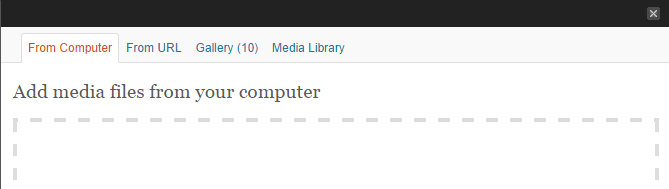 From Computer From URL Gallery (10) Media Library
Add media files from your computer